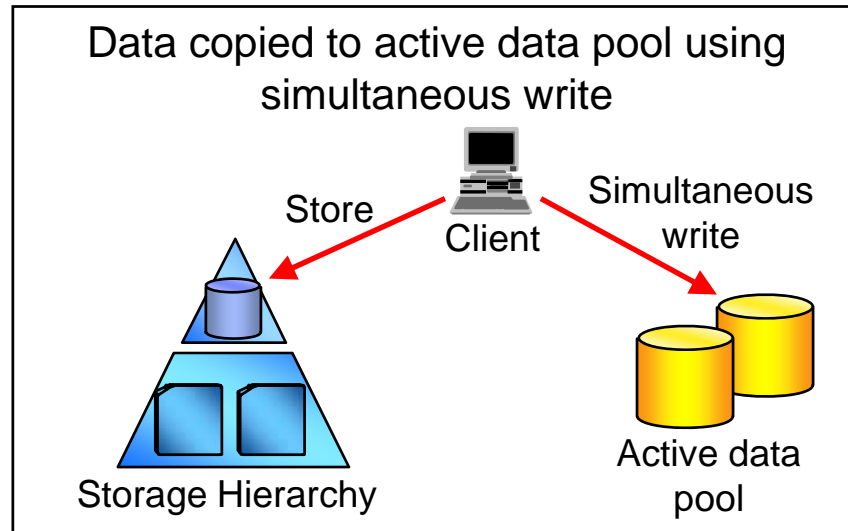 Data copied to active data pool using
simultaneous write
Store
Client
Simultaneous
write
Storage Hierarchy
Active data
pool